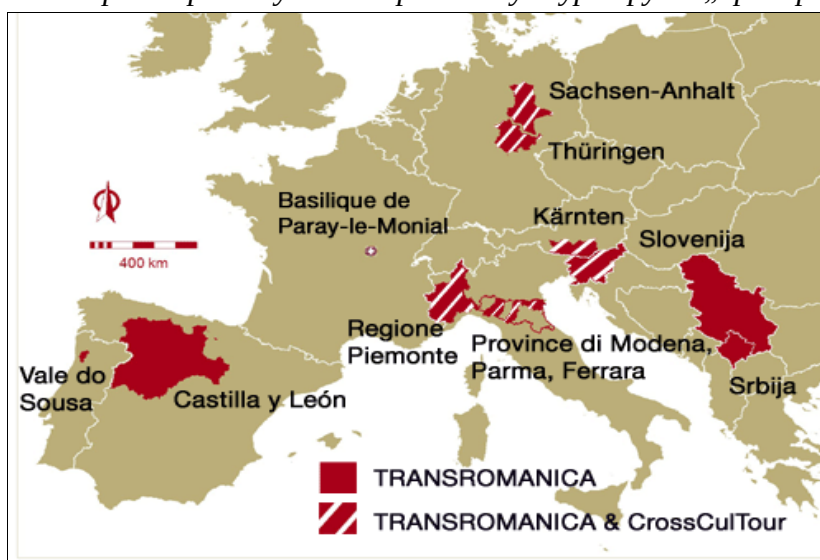 Sachsen-Anhalt
Thüringen
Basilique de
Paray-le-Monial
Kärnten
Slovenija
400 km
Regione
Piemonte
Province di Modena,
Parma, Ferrara
Vale do
Sousa
Castilla y León
Srbija
TRANSROMANICA
TRANSROMANICA & CrossCulTour